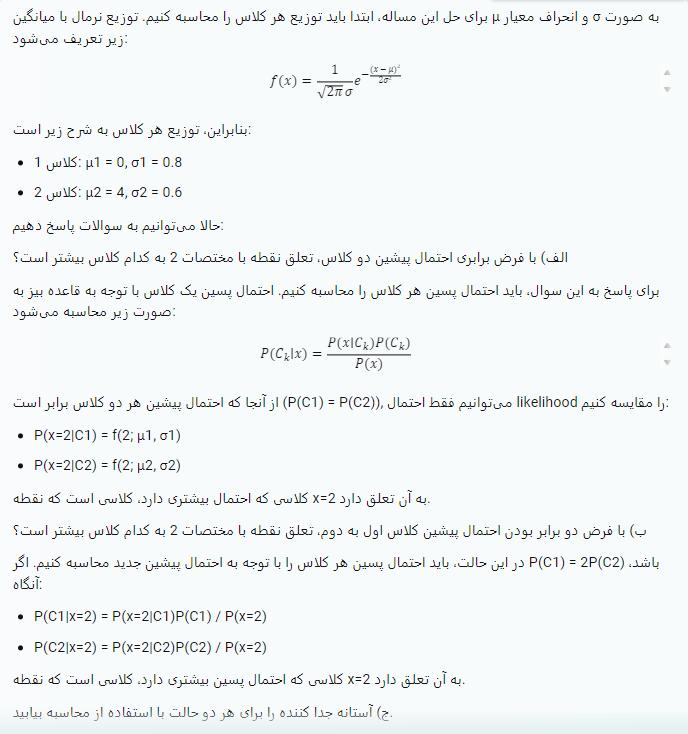 به صورت σ و انحراف معیار μ برای حل این مساله، ابتدا باید توزیع هر کلاس را محاسبه کنیم. توزیع نرمال با میانگین
زیر تعریف می‌شود:
f(x) = 1/(√2π σ) e^−(x − μ)²/2σ²
بنابراین، توزیع هر کلاس به شرح زیر است:
• کلاس 1: μ1 = 0, σ1 = 0.8
• کلاس 2: μ2 = 4, σ2 = 0.6
حالا می‌توانیم به سوالات پاسخ دهیم:
الف) با فرض برابری احتمال پیشین دو کلاس، تعلق نقطه با مختصات 2 به کدام کلاس بیشتر است؟
برای پاسخ به این سوال، باید احتمال پسین هر کلاس را محاسبه کنیم. احتمال پسین یک کلاس با توجه به قاعده بیز به
صورت زیر محاسبه می‌شود:
P(Cₖ|x) = P(x|Cₖ)P(Cₖ)/P(x)
را مقایسه کنیم likelihood می‌توانیم فقط احتمال ,(P(C1) = P(C2)) از آنجا که احتمال پیشین هر دو کلاس برابر است:
• P(x=2|C1) = f(2; μ1, σ1)
• P(x=2|C2) = f(2; μ2, σ2)
به آن تعلق دارد x=2 کلاسی که احتمال بیشتری دارد، کلاسی است که نقطه.
ب) با فرض دو برابر بودن احتمال پیشین کلاس اول به دوم، تعلق نقطه با مختصات 2 به کدام کلاس بیشتر است؟
باشد، P(C1) = 2P(C2) در این حالت، باید احتمال پسین هر کلاس را با توجه به احتمال پیشین جدید محاسبه کنیم. اگر
آنگاه:
• P(C1|x=2) = P(x=2|C1)P(C1) / P(x=2)
• P(C2|x=2) = P(x=2|C2)P(C2) / P(x=2)
به آن تعلق دارد x=2 کلاسی که احتمال پسین بیشتری دارد، کلاسی است که نقطه.
ج) آستانه جدا کننده را برای هر دو حالت با استفاده از محاسبه بیابید.